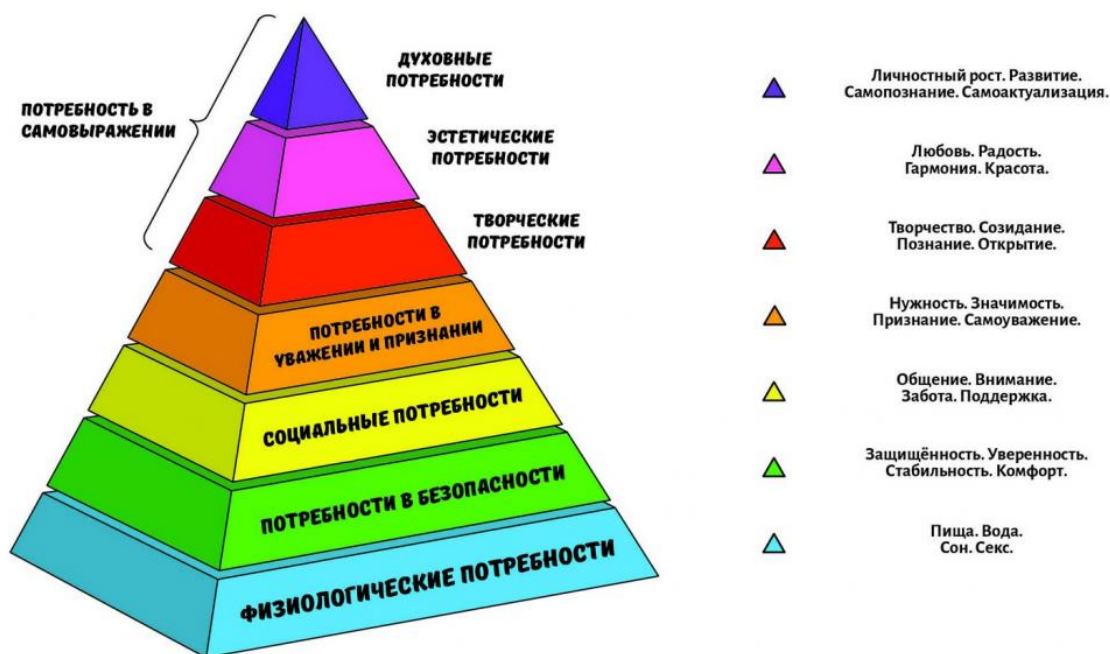 ДУХОВНЫЕ
ПОТРЕБНОСТИ
ПОТРЕБНОСТЬ В
САМОВЫРАЖЕНИИ
ЭСТЕТИЧЕСКИЕ
ПОТРЕБНОСТИ
ТВОРЧЕСКИЕ
ПОТРЕБНОСТИ
ПОТРЕБНОСТИ В
УВАЖЕНИИ И ПРИЗНАНИИ
СОЦИАЛЬНЫЕ ПОТРЕБНОСТИ
ПОТРЕБНОСТИ В БЕЗОПАСНОСТИ
ФИЗИОЛОГИЧЕСКИЕ ПОТРЕБНОСТИ
Личностный рост. Развитие.
Самопознание. Самоактуализация.
Любовь. Радость.
Гармония. Красота.
Творчество. Созидание.
Познание. Открытие.
Нужность. Значимость.
Признание. Самоуважение.
Общение. Внимание.
Забота. Поддержка.
Защищённость. Уверенность.
Стабильность. Комфорт.
Пища. Вода.
Сон. Секс.